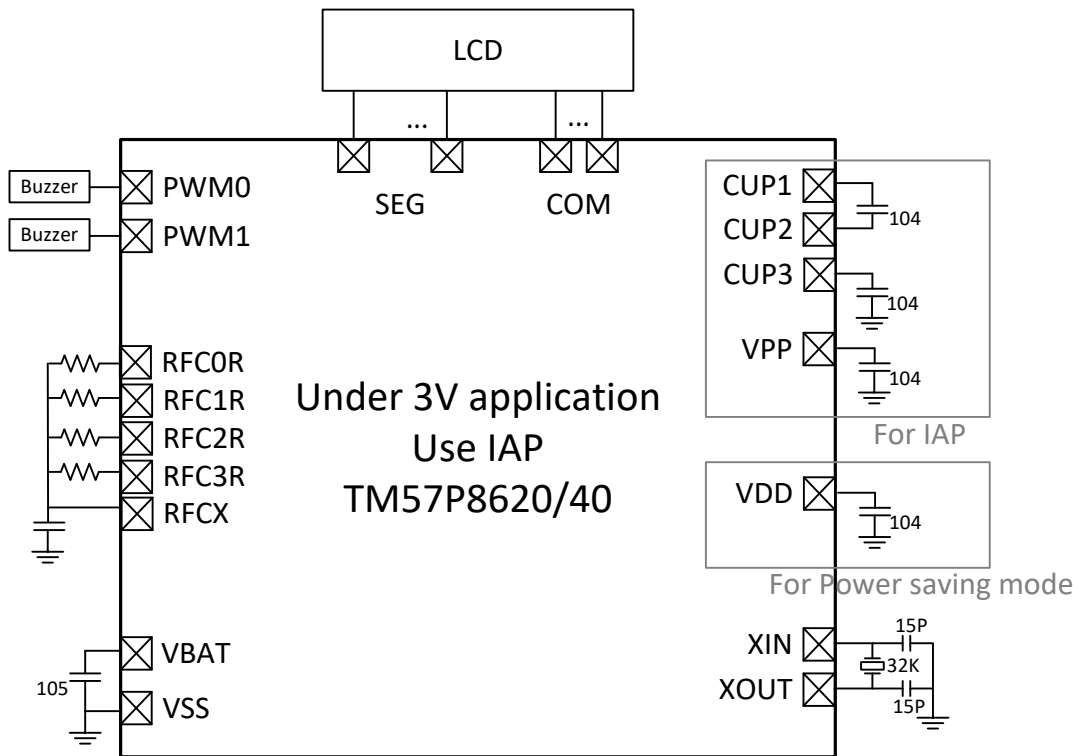 LCD
...
...
SEG
COM
Buzzer
PWM0
Buzzer
PWM1
CUP1
CUP2
104
CUP3
104
VPP
104
For IAP
RFC0R
RFC1R
RFC2R
RFC3R
RFCX
Under 3V application
Use IAP
TM57P8620/40
VDD
104
For Power saving mode
VBAT
105
VSS
XIN
15P
32K
XOUT
15P